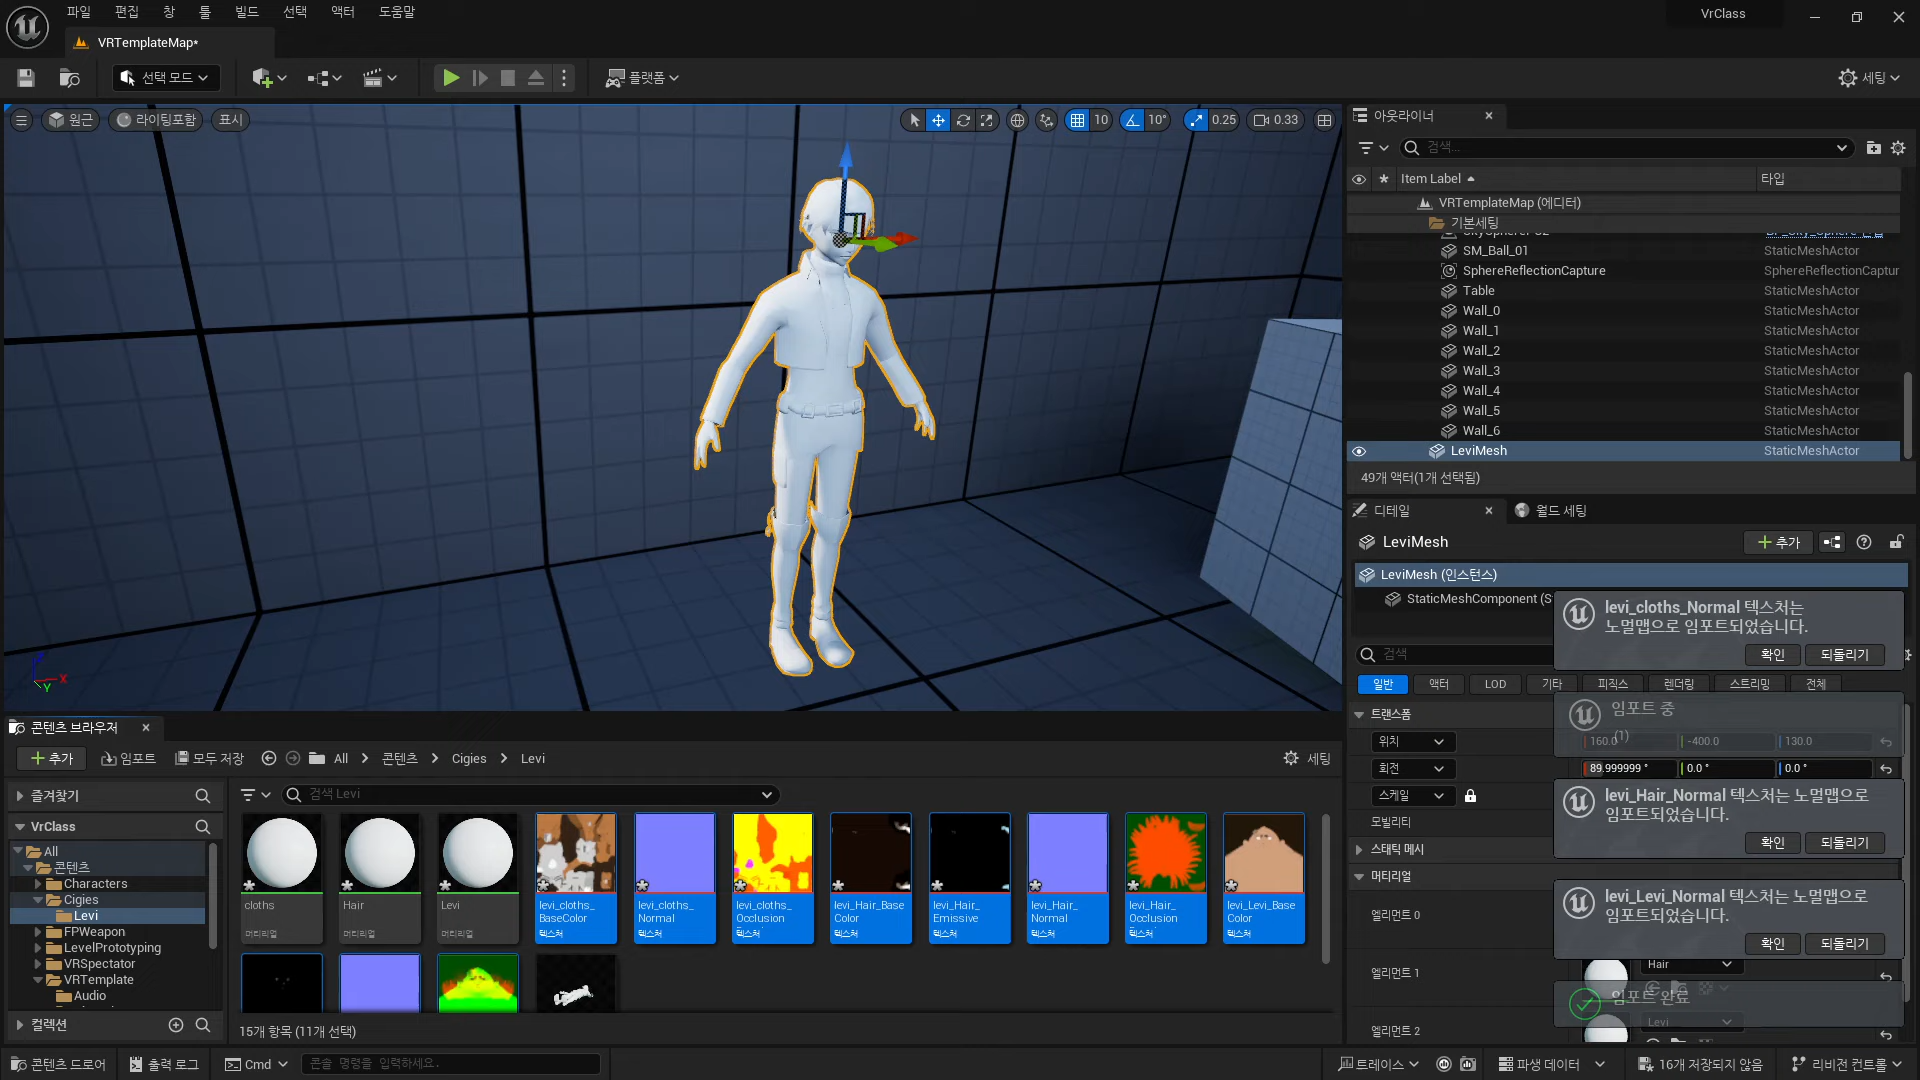 파일 편집 창 툴 빌드 선택 액터 도움말
VrClass
VRTemplateMap*
선택 모드
플랫폼
세팅
원근 라이팅포함 표시
10 10° 0.25 0.33
아웃라이너
검색...
Item Label 타입
VRTemplateMap (에디터)
기본세팅
SM_Ball_01 StaticMeshActor
SphereReflectionCapture SphereReflectionCaptur
Table StaticMeshActor
Wall_0 StaticMeshActor
Wall_1 StaticMeshActor
Wall_2 StaticMeshActor
Wall_3 StaticMeshActor
Wall_4 StaticMeshActor
Wall_5 StaticMeshActor
Wall_6 StaticMeshActor
LeviMesh StaticMeshActor
49개 액터(1개 선택됨)
디테일 월드 세팅
LeviMesh 추가
LeviMesh (인스턴스)
StaticMeshComponent (S
levi_cloths_Normal 텍스처는
노멀맵으로 임포트되었습니다.
확인 되돌리기
검색
일반 액터 LOD 기타 피직스 렌더링 스트리밍 전체
트랜스폼
임포트 중
(1)
위치 160.0 -400.0 130.0
회전 89.999999° 0.0° 0.0°
스케일
모빌리티
스태틱 메시
머티리얼
levi_Hair_Normal 텍스처는 노멀맵으로
임포트되었습니다.
확인 되돌리기
levi_Levi_Normal 텍스처는 노멀맵으로
임포트되었습니다.
확인 되돌리기
엘리먼트 0
엘리먼트 1 Hair
임포트 완료
엘리먼트 2 Levi
X
Y
콘텐츠 브라우저
추가 임포트 모두 저장 All 콘텐츠 Cigies Levi 세팅
즐겨찾기
VrClass
All
콘텐츠
Characters
Cigies
Levi
FPWeapon
LevelPrototyping
VRSpectator
VRTemplate
Audio
컬렉션
검색 Levi
cloths
머티리얼
Hair
머티리얼
Levi
머티리얼
levi_cloths_
BaseColor
텍스처
levi_cloths_
Normal
텍스처
levi_cloths_
Occlusion
텍스처
levi_Hair_Base
Color
텍스처
levi_Hair_
Emissive
텍스처
levi_Hair_
Normal
텍스처
levi_Hair_
Occlusion
텍스처
levi_Levi_Base
Color
텍스처
15개 항목 (11개 선택)
콘텐츠 드로어 출력 로그 Cmd 콘솔 명령을 입력하세요.
트레이스 파생 데이터 16개 저장되지 않음 리비전 컨트롤